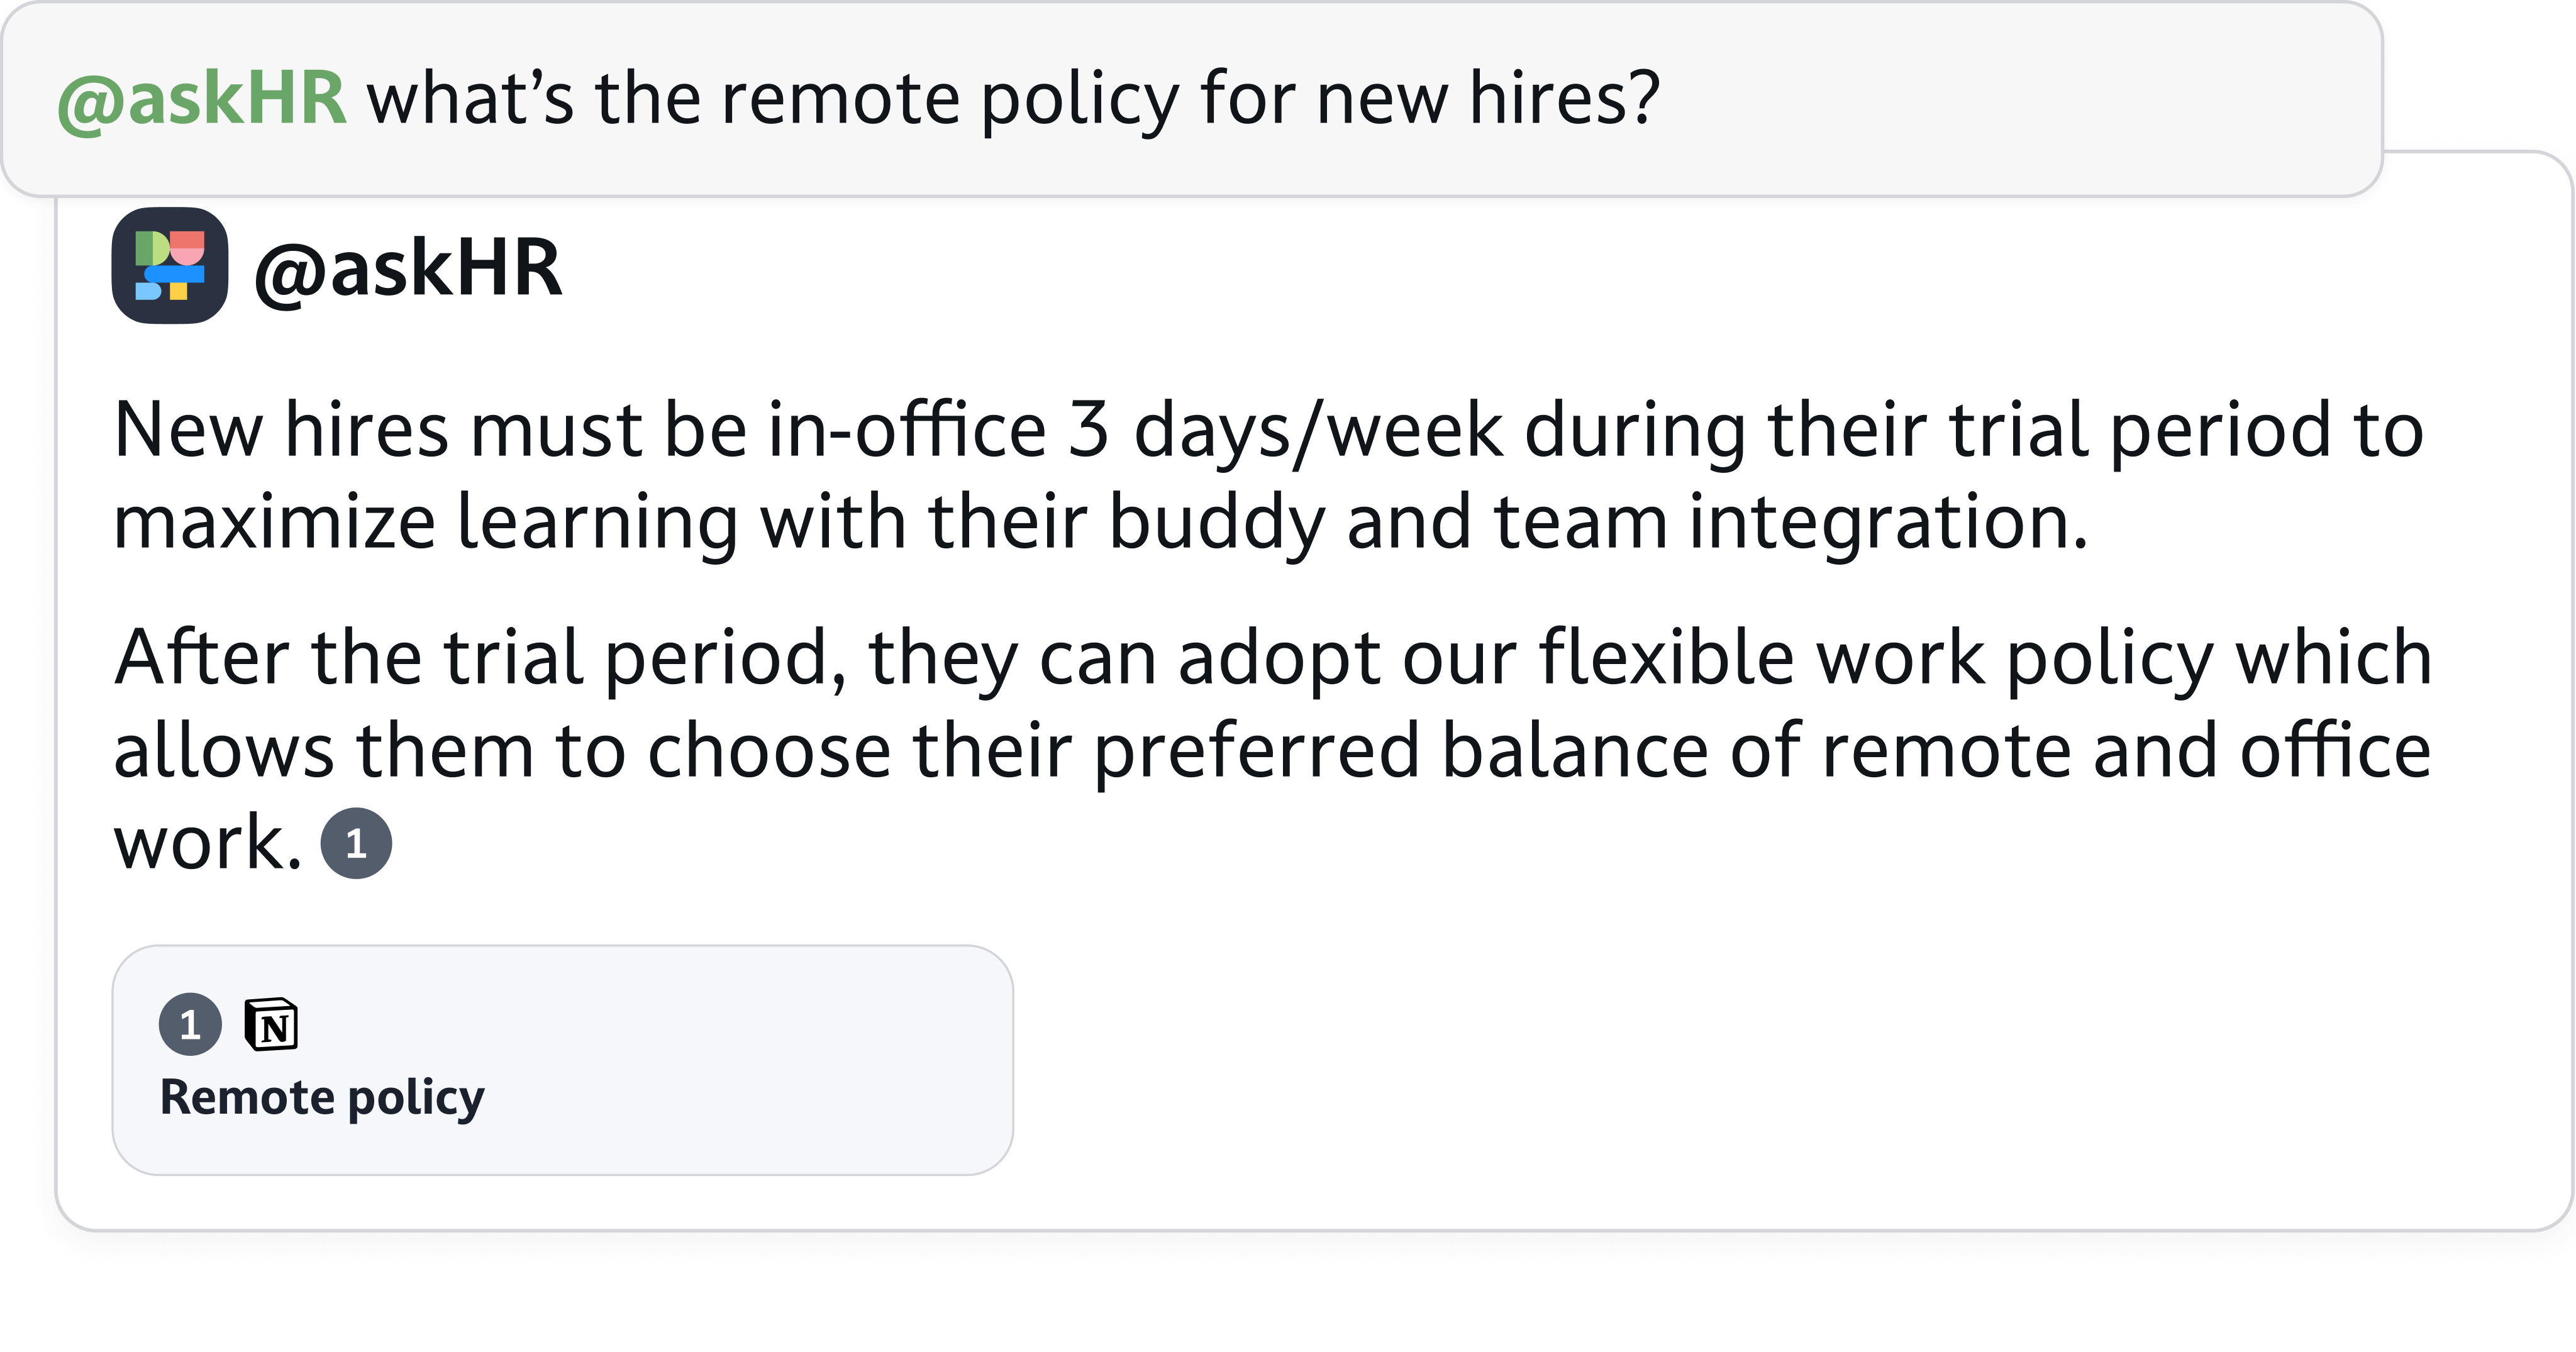 @askHR what’s the remote policy for new hires?
@askHR
New hires must be in-office 3 days/week during their trial period to
maximize learning with their buddy and team integration.
After the trial period, they can adopt our flexible work policy which
allows them to choose their preferred balance of remote and office
work. 1
1 N
Remote policy